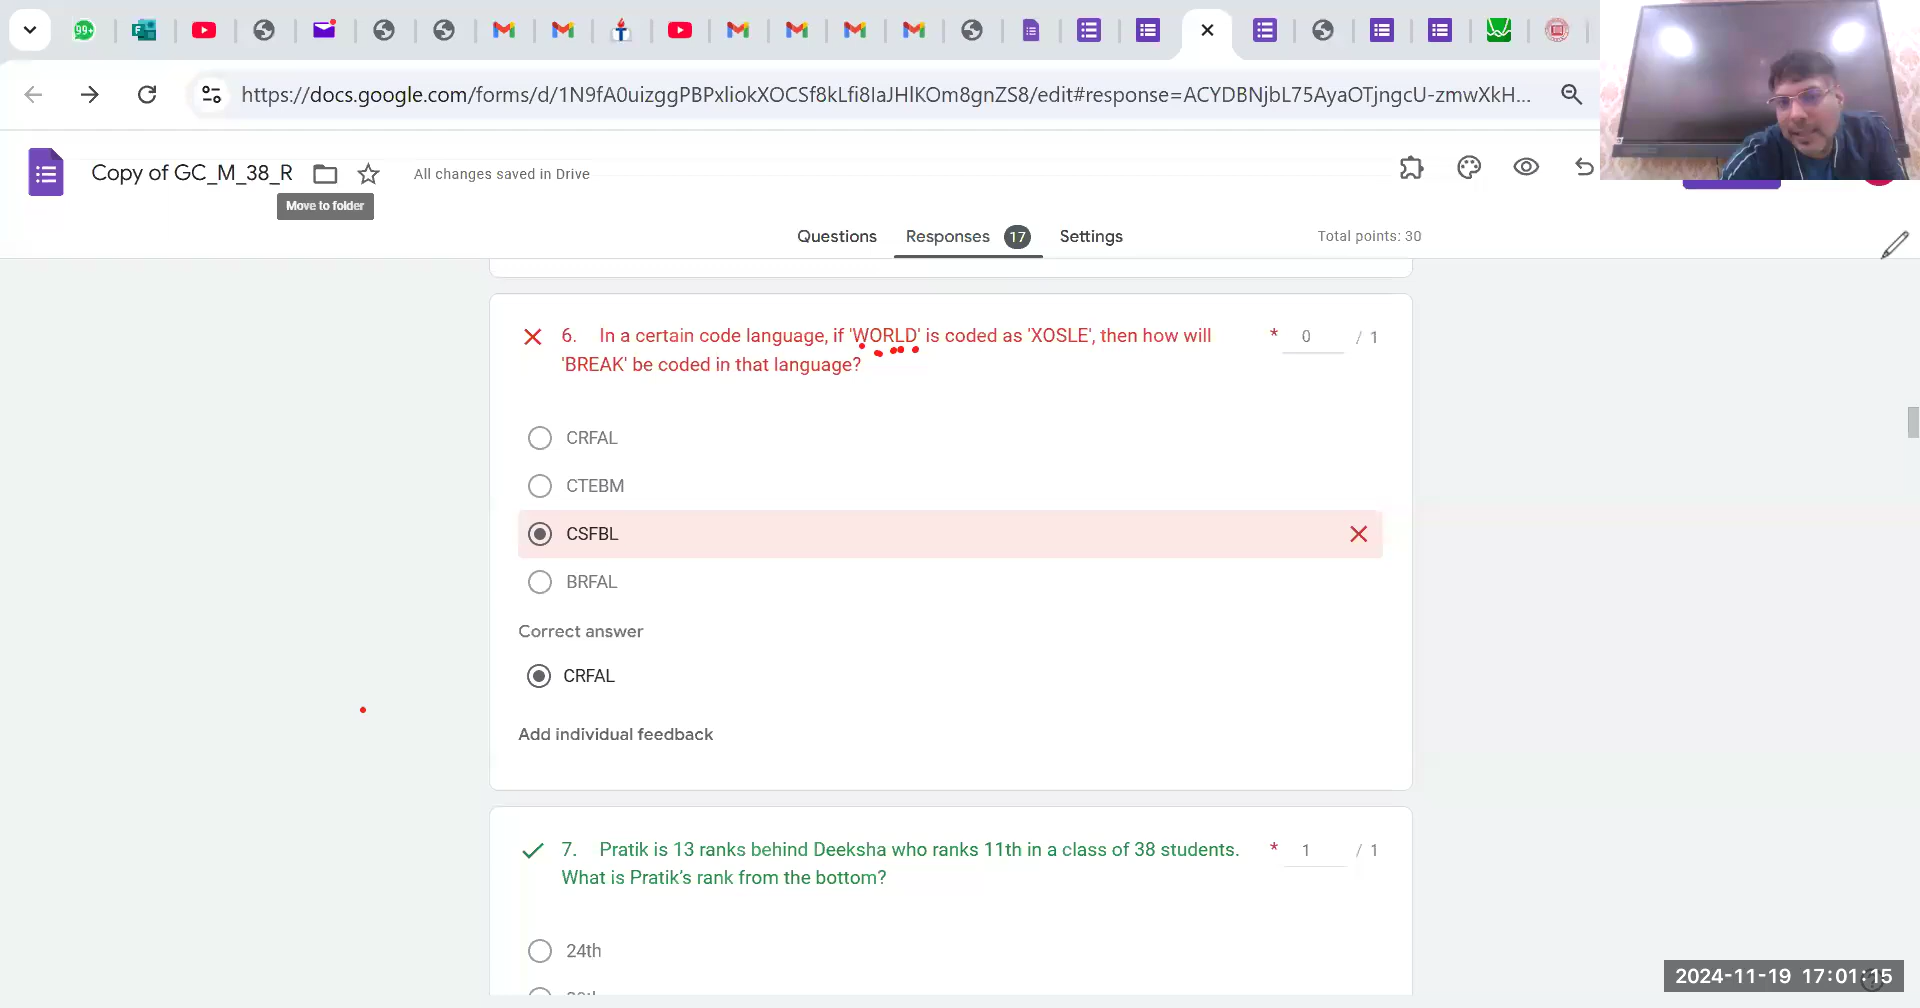 99+
https://docs.google.com/forms/d/1N9fA0uizggPBPxliokXOCSf8kLfi8IaJHlKOm8gnZS8/edit#response=ACYDBNjbL75AyaOTjngcU-zmwXkH...
Copy of GC_M_38_R
All changes saved in Drive
Move to folder
Questions
Responses 17
Settings
Total points: 30
6. In a certain code language, if 'WORLD' is coded as 'XOSLE', then how will * 0 / 1
'BREAK' be coded in that language?
CRFAL
CTEBM
CSFBL
BRFAL
Correct answer
CRFAL
Add individual feedback
7. Pratik is 13 ranks behind Deeksha who ranks 11th in a class of 38 students. * 1 / 1
What is Pratik's rank from the bottom?
24th
2024-11-19 17:01:15